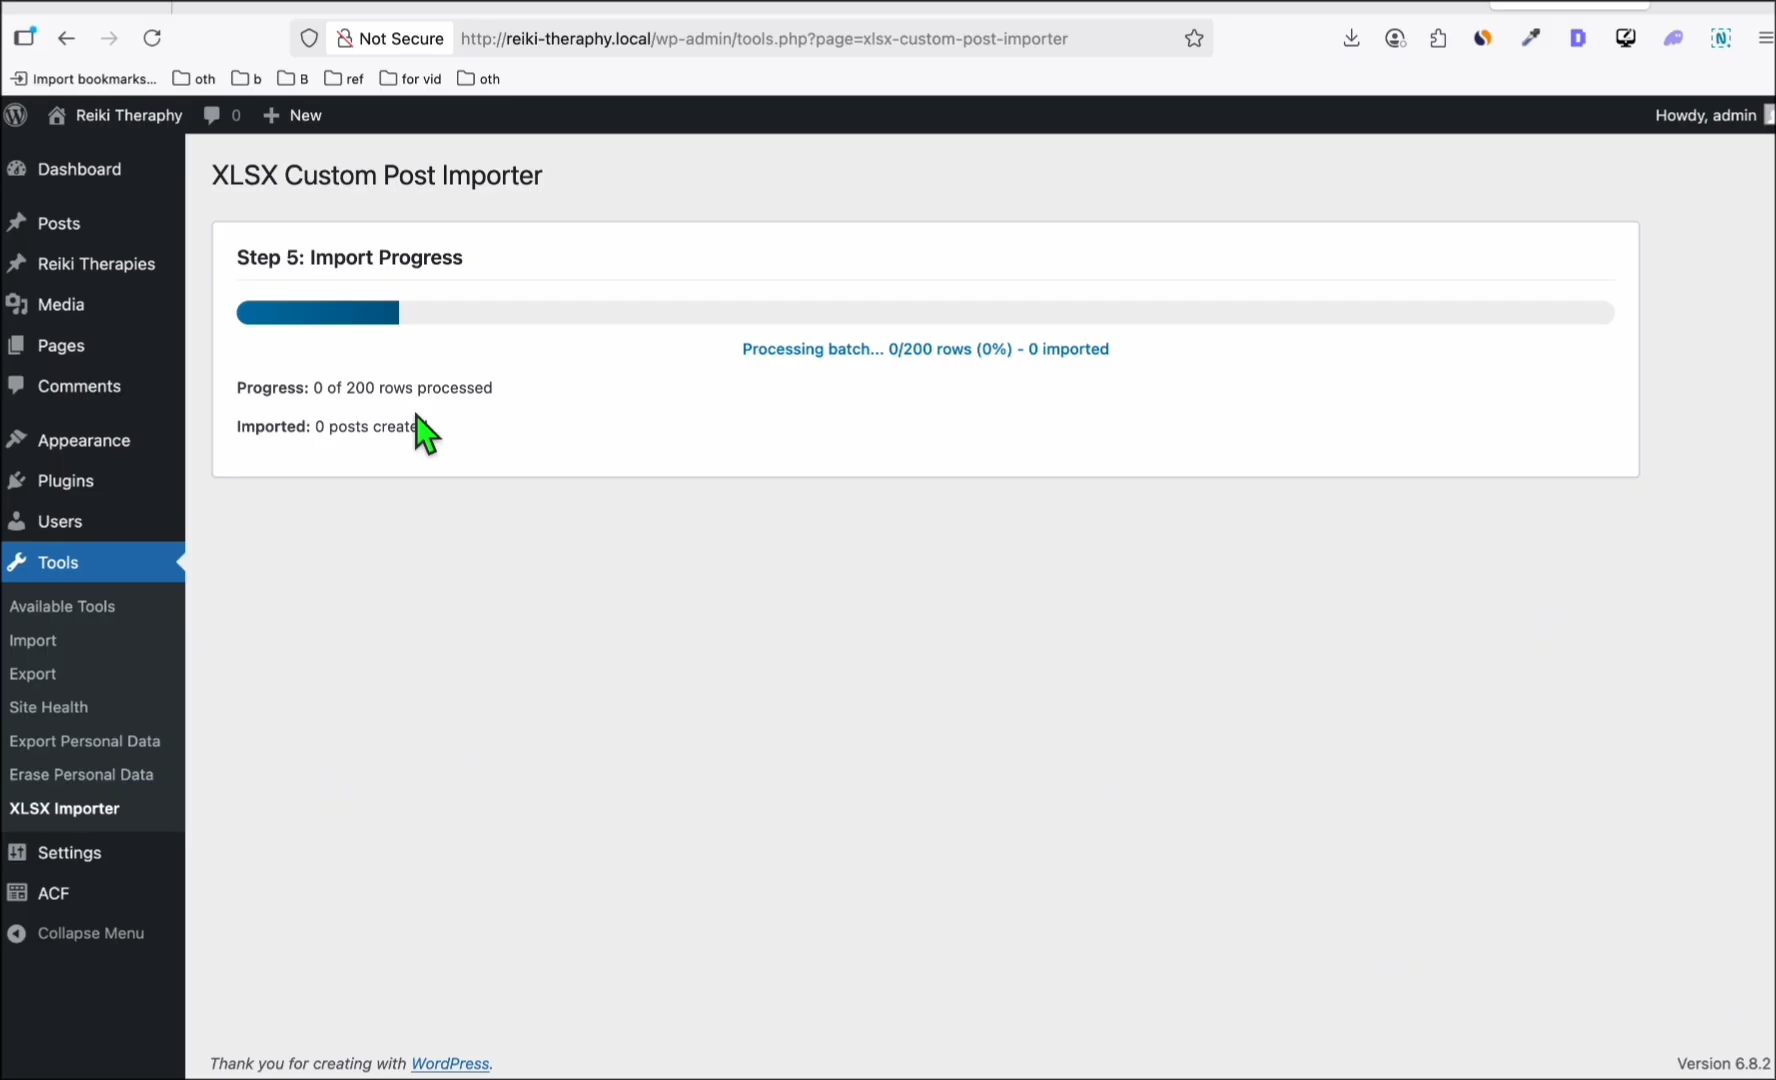 Not Secure
http://reiki-theraphy.local/wp-admin/tools.php?page=xlsx-custom-post-importer
Import bookmarks...
oth
b
B
ref
for vid
oth
Reiki Theraphy
0
New
Howdy, admin
Dashboard
Posts
Reiki Therapies
Media
Pages
Comments
Appearance
Plugins
Users
Tools
Available Tools
Import
Export
Site Health
Export Personal Data
Erase Personal Data
XLSX Importer
Settings
ACF
Collapse Menu
XLSX Custom Post Importer
Step 5: Import Progress
Processing batch... 0/200 rows (0%) - 0 imported
Progress: 0 of 200 rows processed
Imported: 0 posts create
Thank you for creating with WordPress.
Version 6.8.2